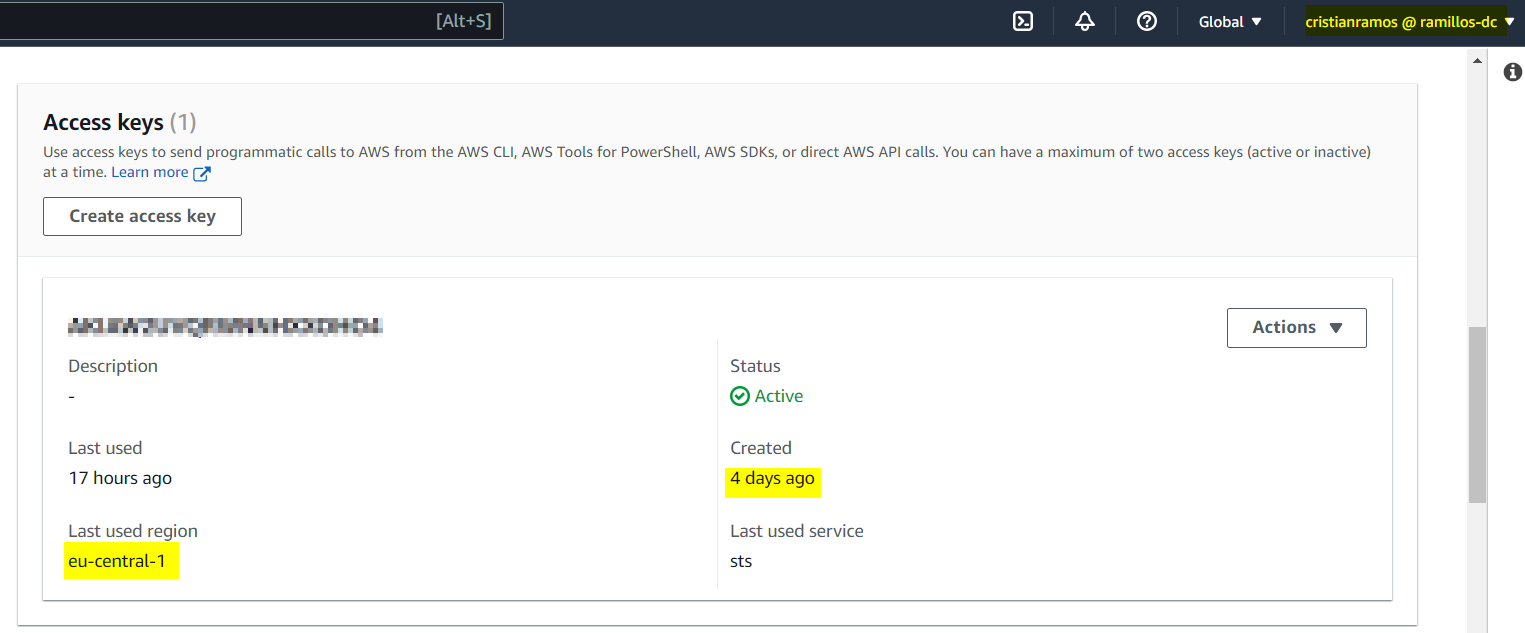 [Alt+S]
Global
cristianramos @ ramillos-dc
Access keys (1)
Use access keys to send programmatic calls to AWS from the AWS CLI, AWS Tools for PowerShell, AWS SDKs, or direct AWS API calls. You can have a maximum of two access keys (active or inactive)
at a time. Learn more
Create access key
Actions
Description
-
Status
Active
Last used
17 hours ago
Created
4 days ago
Last used region
eu-central-1
Last used service
sts